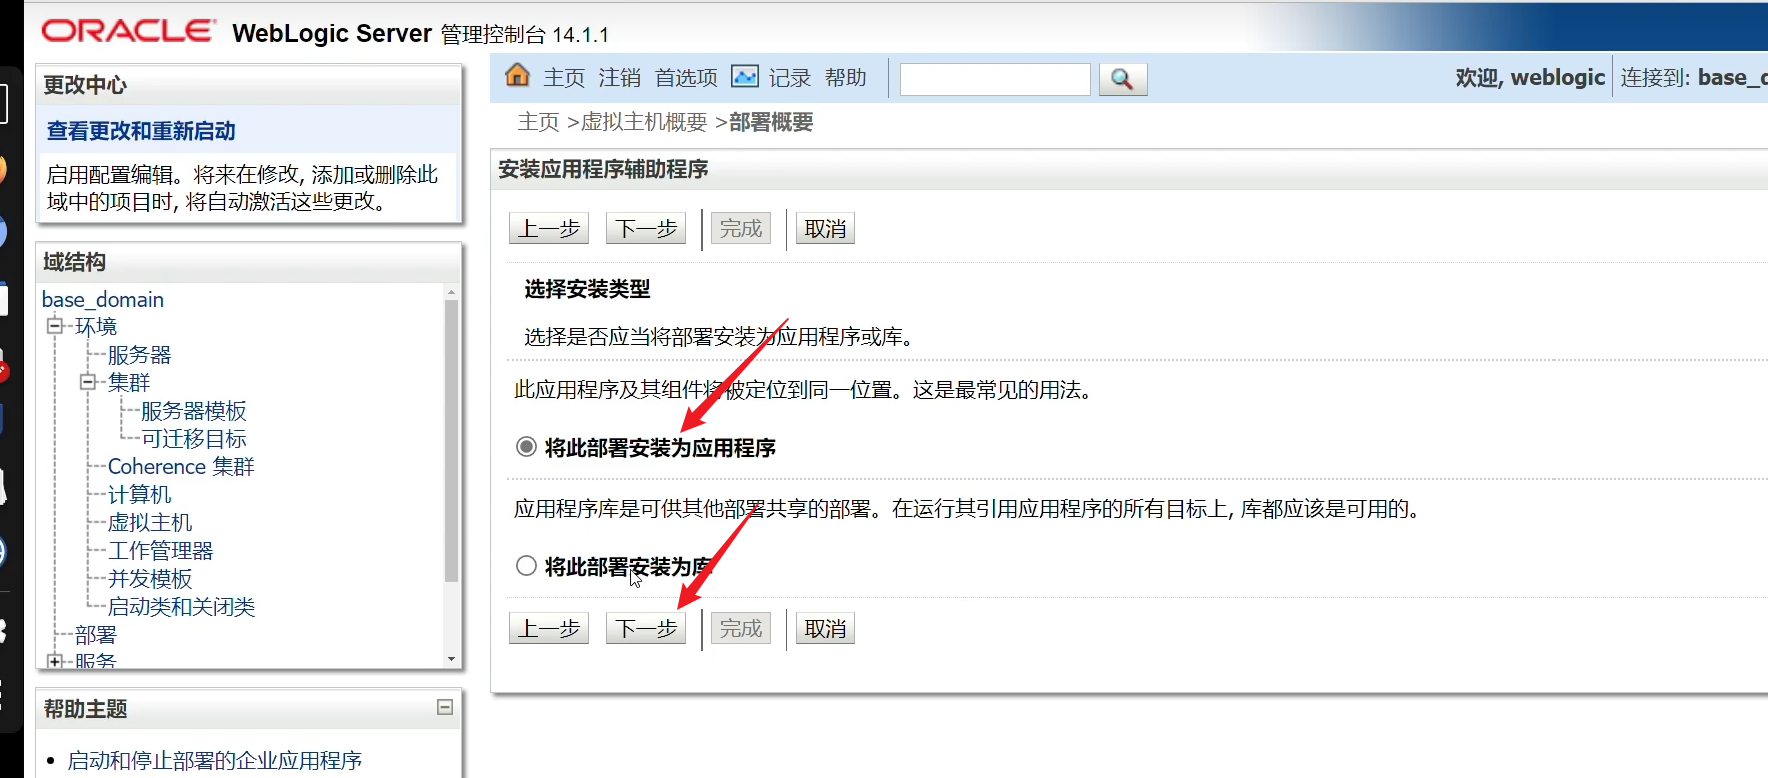 ORACLE WebLogic Server 管理控制台 14.1.1
更改中心
查看更改和重新启动
启用配置编辑。将来在修改, 添加或删除此
域中的项目时, 将自动激活这些更改。
域结构
base_domain
环境
服务器
集群
服务器模板
可迁移目标
Coherence 集群
计算机
虚拟主机
工作管理器
并发模板
启动类和关闭类
部署
服务
帮助主题
启动和停止部署的企业应用程序
主页 注销 首选项 记录 帮助
欢迎, weblogic 连接到: base_d
主页 >虚拟主机概要 >部署概要
安装应用程序辅助程序
上一步 下一步 完成 取消
选择安装类型
选择是否应当将部署安装为应用程序或库。
此应用程序及其组件将被定位到同一位置。这是最常见的用法。
将此部署安装为应用程序
应用程序库是可供其他部署共享的部署。在运行其引用应用程序的所有目标上, 库都应该是可用的。
将此部署安装为库
上一步 下一步 完成 取消